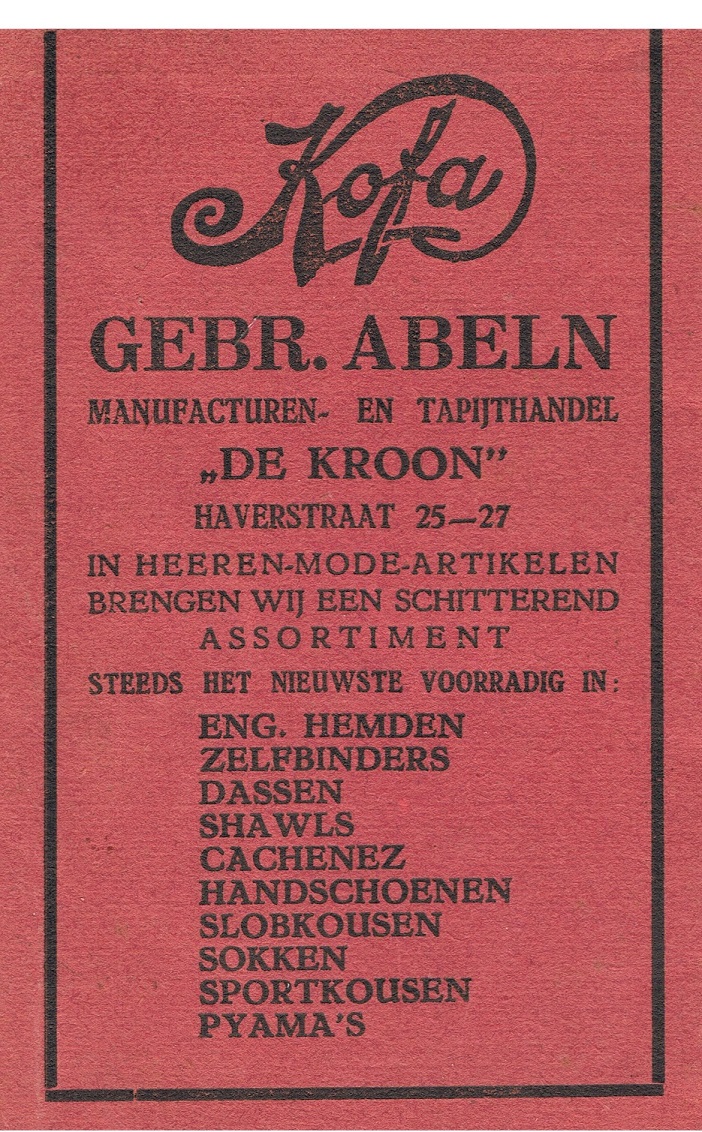 Kofa
GEBR. ABELN
MANUFACTUREN- EN TAPIJTHANDEL
„DE KROON”
HAVERSTRAAT 25—27
IN HEEREN-MODE-ARTIKELEN
BRENGEN WIJ EEN SCHITTEREND
ASSORTIMENT
STEEDS HET NIEUWSTE VOORRADIG IN:
ENG. HEMDEN
ZELFBINDERS
DASSEN
SHAWLS
CACHENEZ
HANDSCHOENEN
SLOBKOUSEN
SOKKEN
SPORTKOUSEN
PYAMA'S